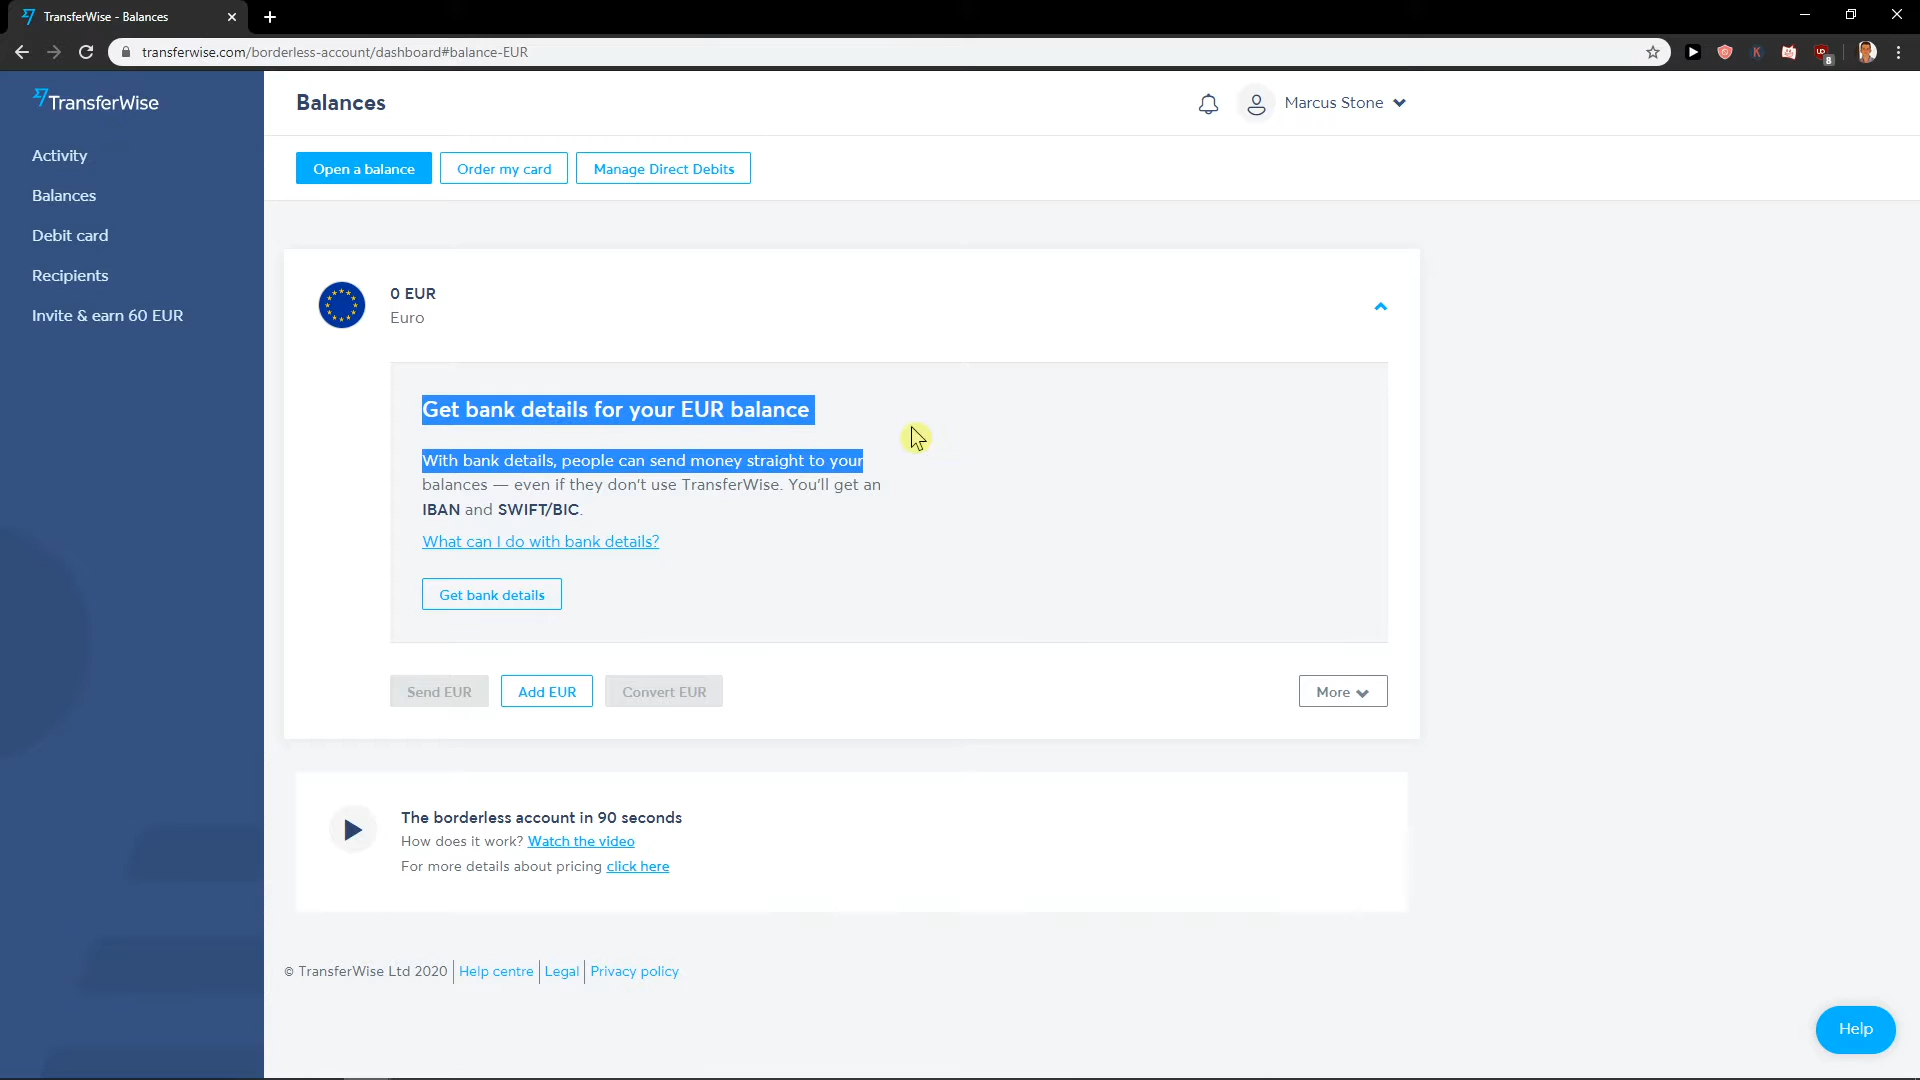 TransferWise - Balances
transferwise.com/borderless-account/dashboard#balance-EUR
K
UD
8
TransferWise
Balances
Marcus Stone
Activity
Balances
Debit card
Recipients
Invite & earn 60 EUR
Open a balance
Order my card
Manage Direct Debits
0 EUR
Euro
Get bank details for your EUR balance
With bank details, people can send money straight to your
balances — even if they don't use TransferWise. You'll get an
IBAN and SWIFT/BIC.
What can I do with bank details?
Get bank details
Send EUR
Add EUR
Convert EUR
More
The borderless account in 90 seconds
How does it work? Watch the video
For more details about pricing click here
© TransferWise Ltd 2020 Help centre Legal Privacy policy
Help